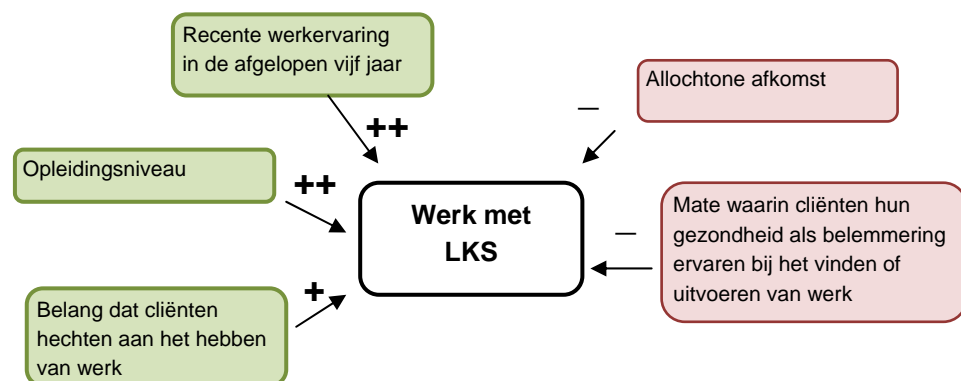 Recente werkervaring
in de afgelopen vijf jaar
++
Allochtone afkomst
–
Opleidingsniveau
++
Werk met
LKS
Mate waarin cliënten hun
gezondheid als belemmering
ervaren bij het vinden of
uitvoeren van werk
–
Belang dat cliënten
hechten aan het hebben
van werk
+